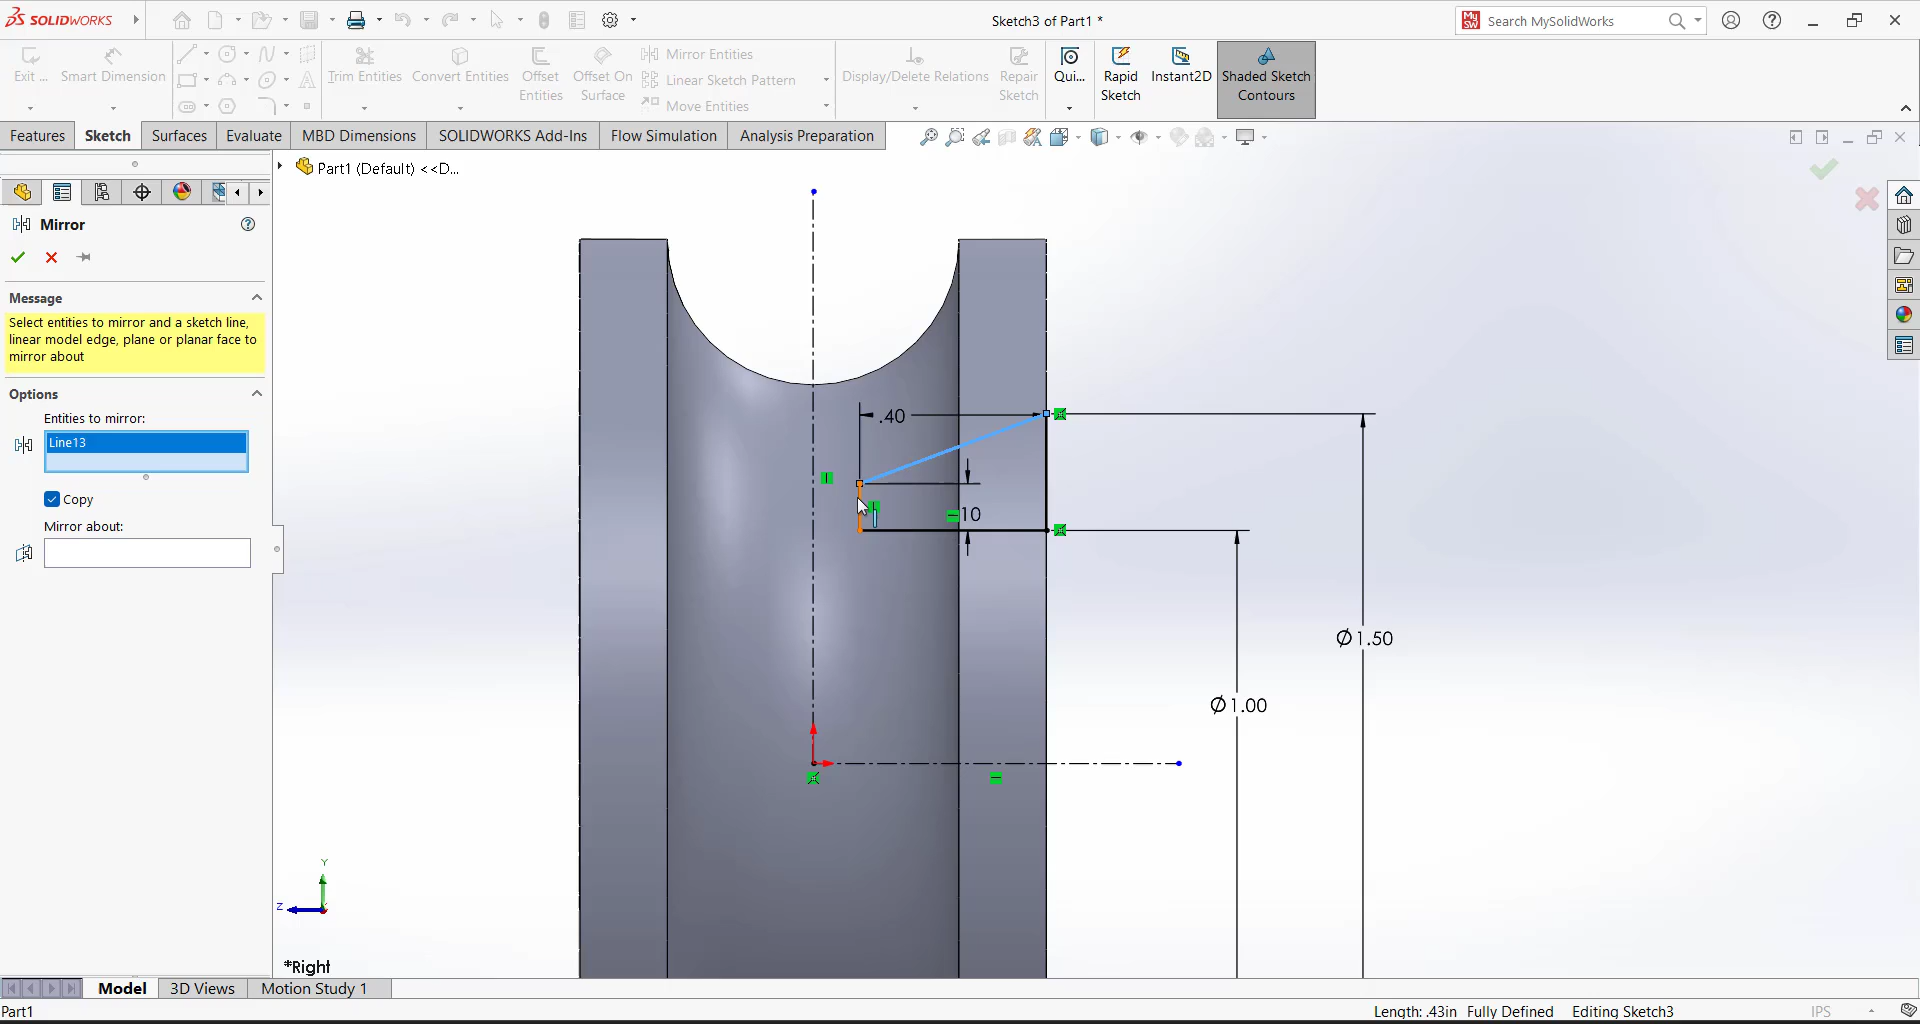 SOLIDWORKS
Sketch3 of Part1 *
Search MySolidWorks
Exit ...
Smart Dimension
Trim Entities
Convert Entities
Offset Entities
Offset On Surface
Mirror Entities
Linear Sketch Pattern
Move Entities
Display/Delete Relations
Repair Sketch
Qui...
Rapid Sketch
Instant2D
Shaded Sketch Contours
Features
Sketch
Surfaces
Evaluate
MBD Dimensions
SOLIDWORKS Add-Ins
Flow Simulation
Analysis Preparation
Part1 (Default) <<D...
Mirror
Message
Select entities to mirror and a sketch line,
linear model edge, plane or planar face to
mirror about
Options
Entities to mirror:
Line13
Copy
Mirror about:
.40
10
Ø1.50
Ø1.00
Y
Z
*Right
Model
3D Views
Motion Study 1
Part1
Length: .43in
Fully Defined
Editing Sketch3
IPS